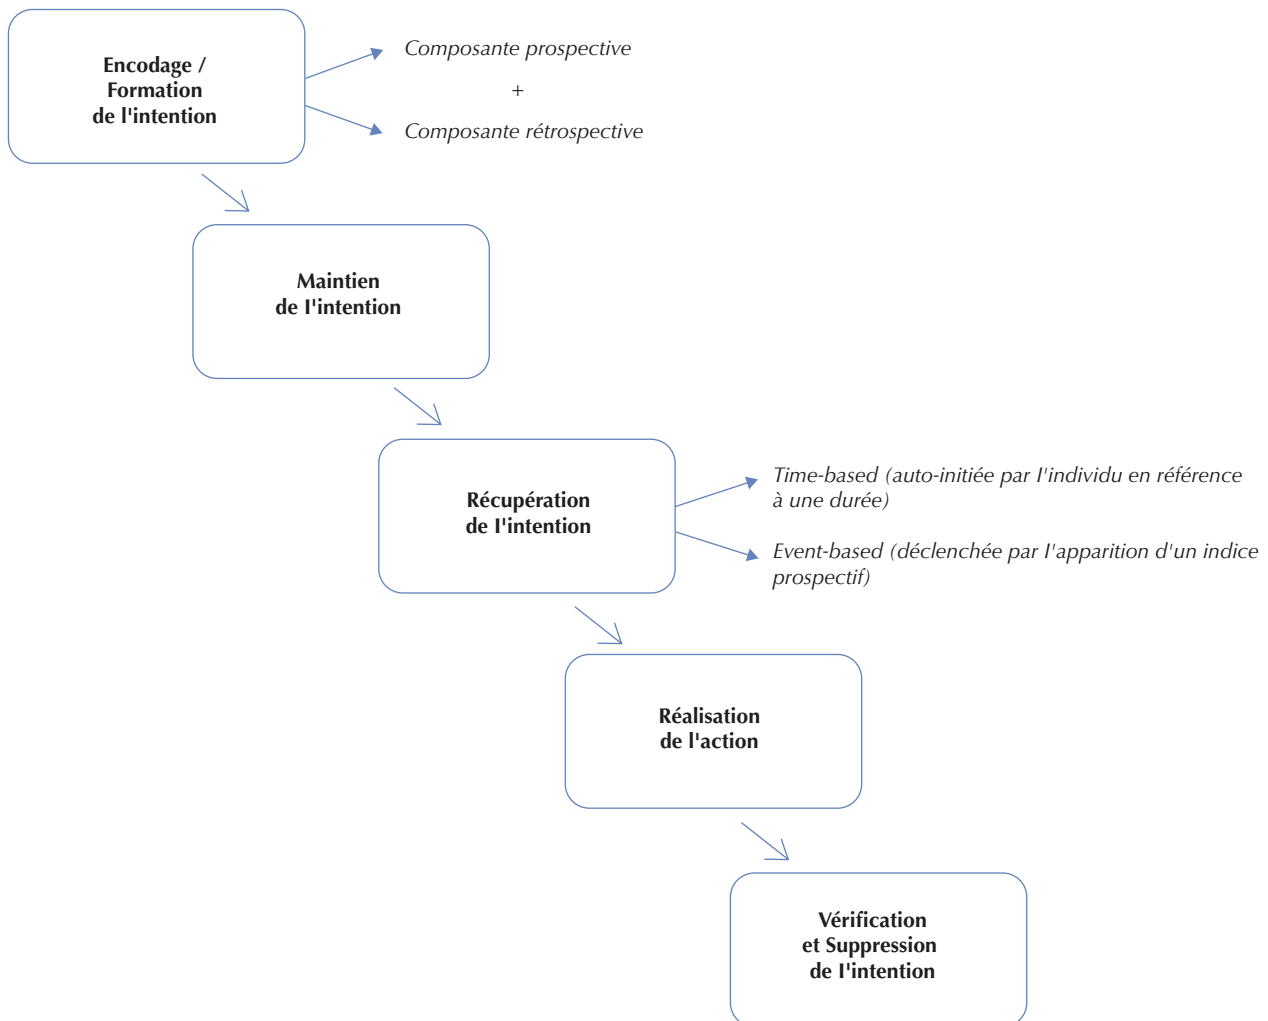 Encodage /
Formation
de l'intention
Composante prospective
+
Composante rétrospective
Maintien
de l'intention
Récupération
de l'intention
Time-based (auto-initiée par l'individu en référence
à une durée)
Event-based (déclenchée par l'apparition d'un indice
prospectif)
Réalisation
de l'action
Vérification
et Suppression
de l'intention